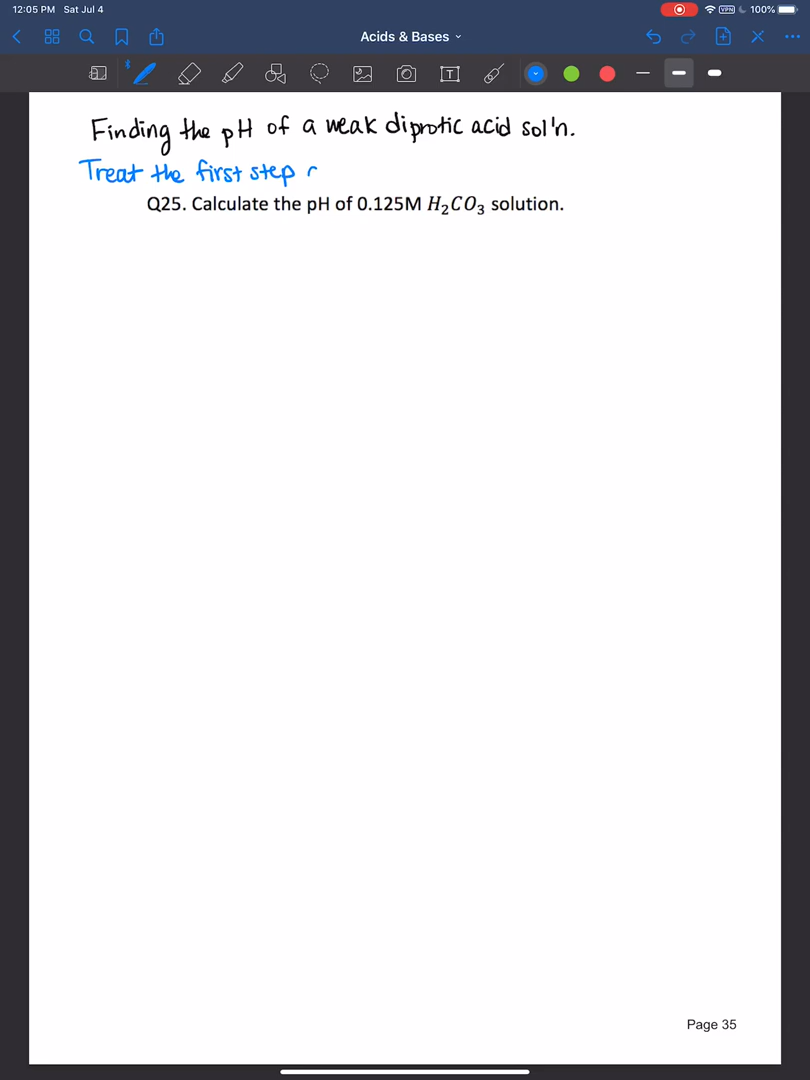 12:05 PM Sat Jul 4
VPN 100%
Acids & Bases
T
Finding the pH of a weak diprotic acid sol'n.
Treat the first step
Q25. Calculate the pH of 0.125M H₂CO₃ solution.
Page 35